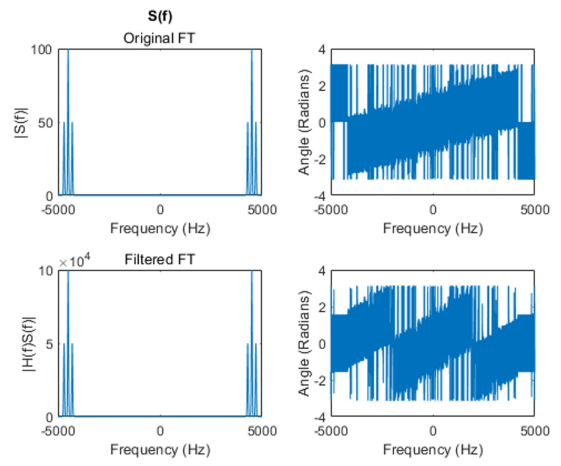 S(f)
Original FT
|S(f)|
100
50
0
-5000
0
5000
Frequency (Hz)
Angle (Radians)
4
2
0
-2
-4
-5000
0
5000
Frequency (Hz)
Filtered FT
|H(f)S(f)|
×10⁴
10
5
0
-5000
0
5000
Frequency (Hz)
Angle (Radians)
4
2
0
-2
-4
-5000
0
5000
Frequency (Hz)